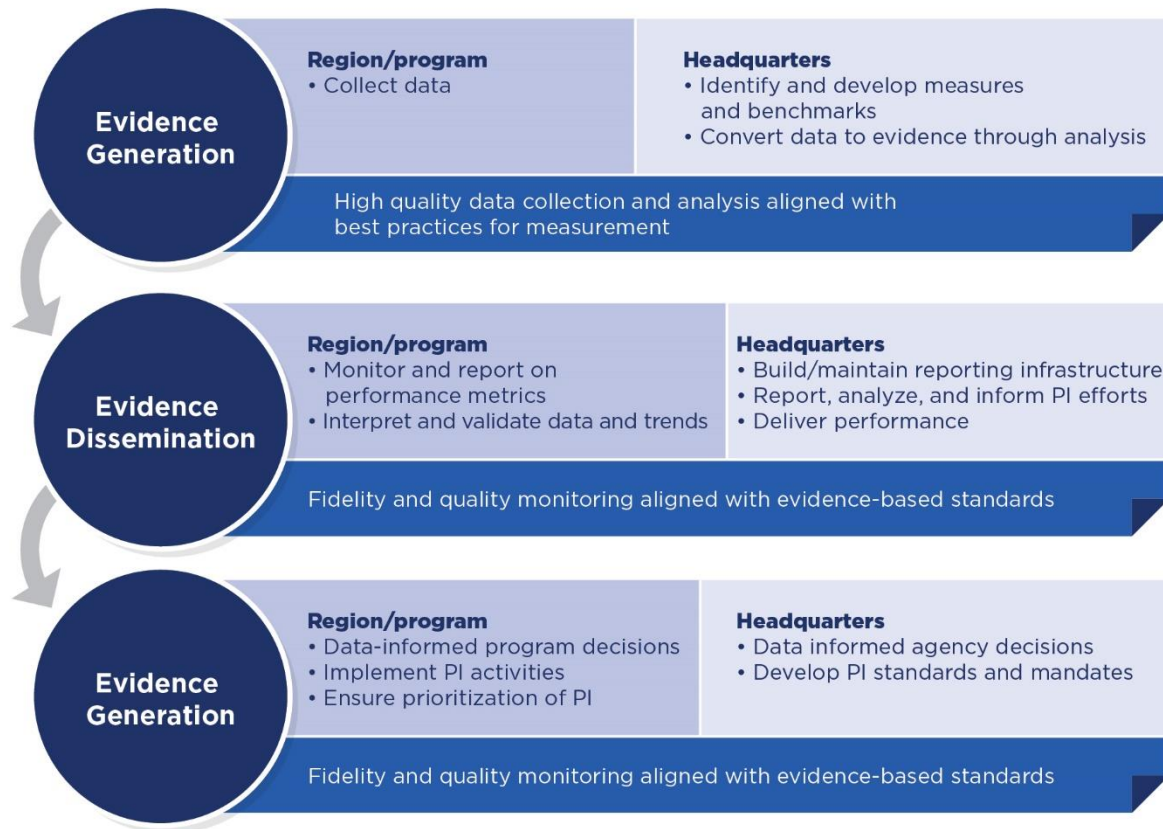 Evidence
Generation
Region/program
• Collect data
Headquarters
• Identify and develop measures
and benchmarks
• Convert data to evidence through analysis
High quality data collection and analysis aligned with
best practices for measurement
Evidence
Dissemination
Region/program
• Monitor and report on
performance metrics
• Interpret and validate data and trends
Headquarters
• Build/maintain reporting infrastructure
• Report, analyze, and inform PI efforts
• Deliver performance
Fidelity and quality monitoring aligned with evidence-based standards
Evidence
Generation
Region/program
• Data-informed program decisions
• Implement PI activities
• Ensure prioritization of PI
Headquarters
• Data informed agency decisions
• Develop PI standards and mandates
Fidelity and quality monitoring aligned with evidence-based standards